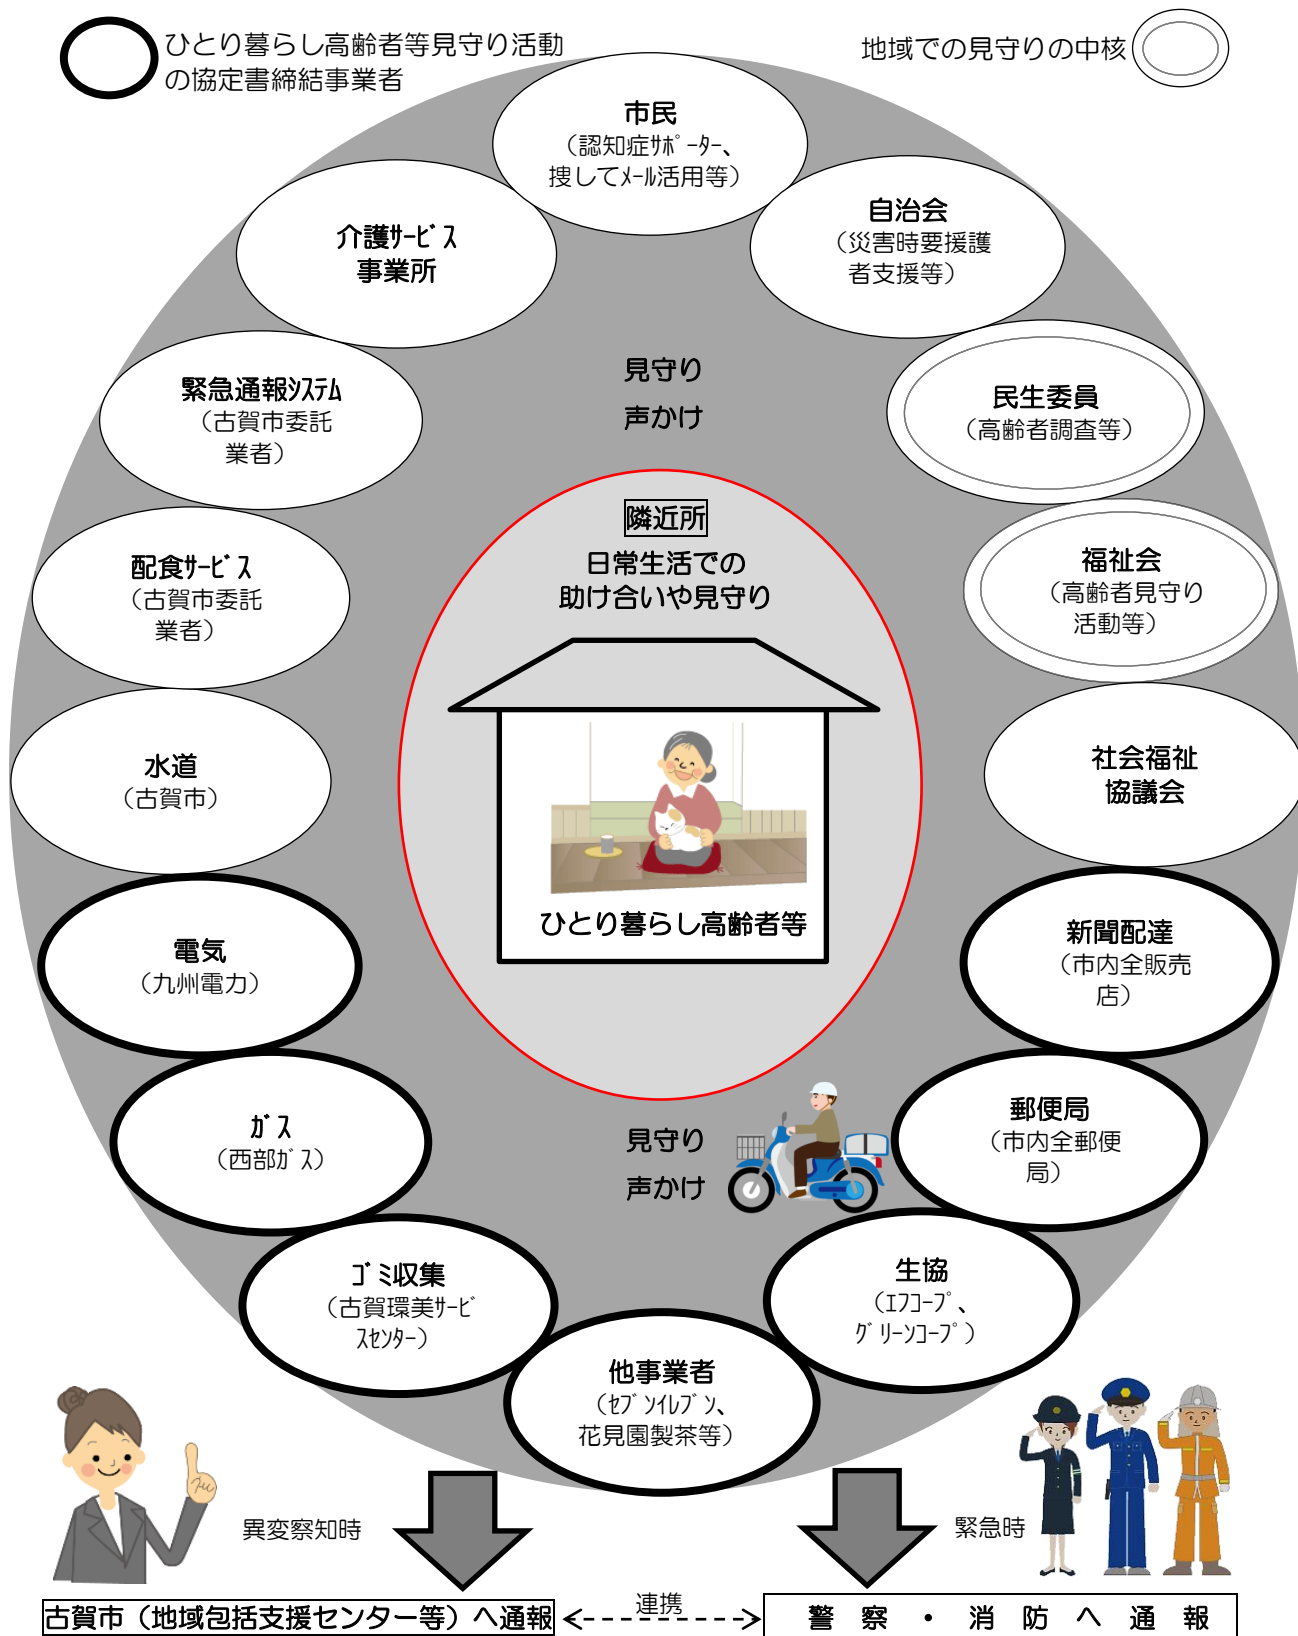 ひとり暮らし高齢者等見守り活動
の協定書締結事業者
地域での見守りの中核
市民
（認知症ｻﾎﾟｰﾀｰ、
捜してﾒｰﾙ活用等）
自治会
（災害時要援護
者支援等）
介護ｻｰﾋﾞｽ
事業所
緊急通報ｼｽﾃﾑ
（古賀市委託
業者）
見守り
声かけ
民生委員
（高齢者調査等）
隣近所
日常生活での
助け合いや見守り
配食ｻｰﾋﾞｽ
（古賀市委託
業者）
福祉会
（高齢者見守り
活動等）
水道
（古賀市）
社会福祉
協議会
ひとり暮らし高齢者等
電気
（九州電力）
新聞配達
（市内全販売
店）
ｶﾞｽ
（西部ｶﾞｽ）
見守り
声かけ
郵便局
（市内全郵便
局）
ｺﾞﾐ収集
（古賀環美ｻｰﾋﾞ
ｽｾﾝﾀｰ）
生協
（ｴﾌｺｰﾌﾟ、
ｸﾞﾘｰﾝｺｰﾌﾟ）
他事業者
（ｾﾌﾞﾝｲﾚﾌﾞﾝ、
花見園製茶等）
異変察知時
緊急時
古賀市（地域包括支援センター等）へ通報
連携
警察・消防へ通報